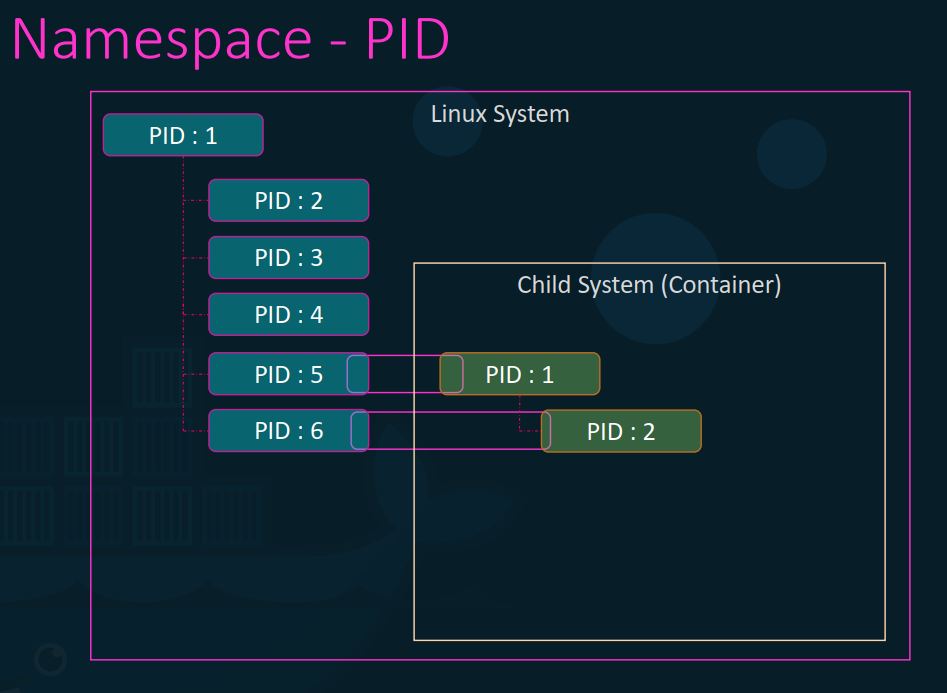 Namespace - PID
Linux System
PID : 1
PID : 2
PID : 3
Child System (Container)
PID : 4
PID : 5
PID : 1
PID : 6
PID : 2